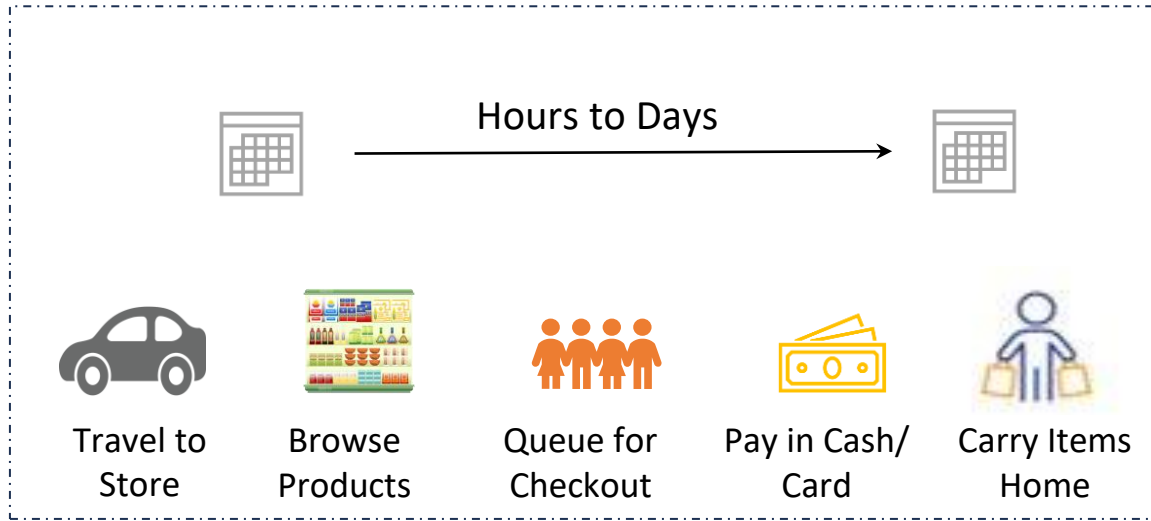 Hours to Days
Travel to
Store
Browse
Products
Queue for
Checkout
Pay in Cash/
Card
Carry Items
Home